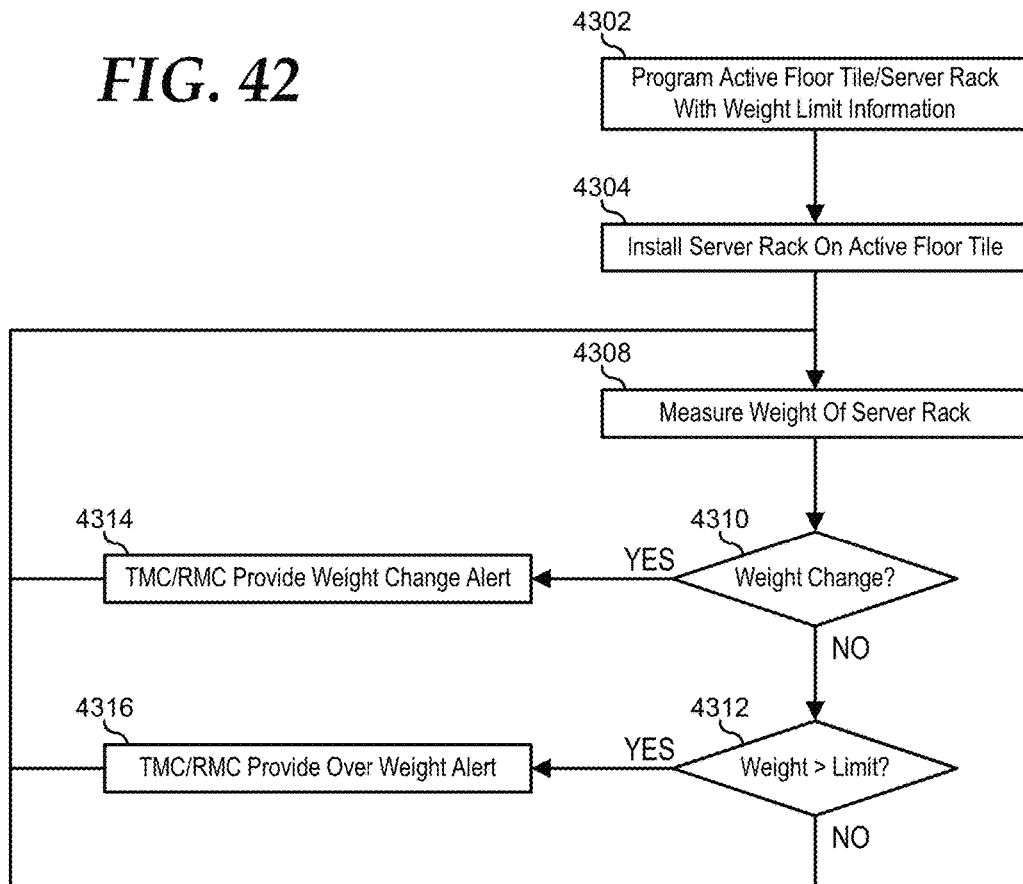 FIG. 42
4302
Program Active Floor Tile/Server Rack
With Weight Limit Information
4304
Install Server Rack On Active Floor Tile
4308
Measure Weight Of Server Rack
4314
TMC/RMC Provide Weight Change Alert
YES
4310
Weight Change?
NO
4316
TMC/RMC Provide Over Weight Alert
YES
4312
Weight > Limit?
NO